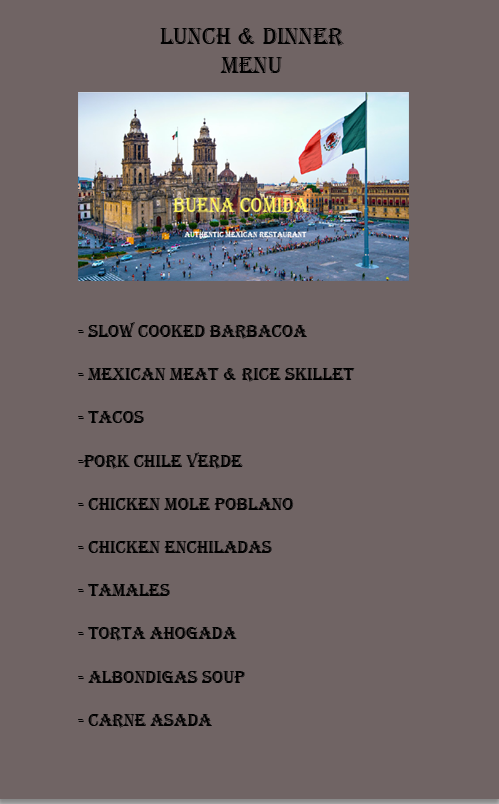 LUNCH & DINNER
MENU
BUENA COMIDA
AUTHENTIC MEXICAN RESTAURANT
- SLOW COOKED BARBACOA
- MEXICAN MEAT & RICE SKILLET
- TACOS
-PORK CHILE VERDE
- CHICKEN MOLE POBLANO
- CHICKEN ENCHILADAS
- TAMALES
- TORTA AHOGADA
- ALBONDIGAS SOUP
- CARNE ASADA